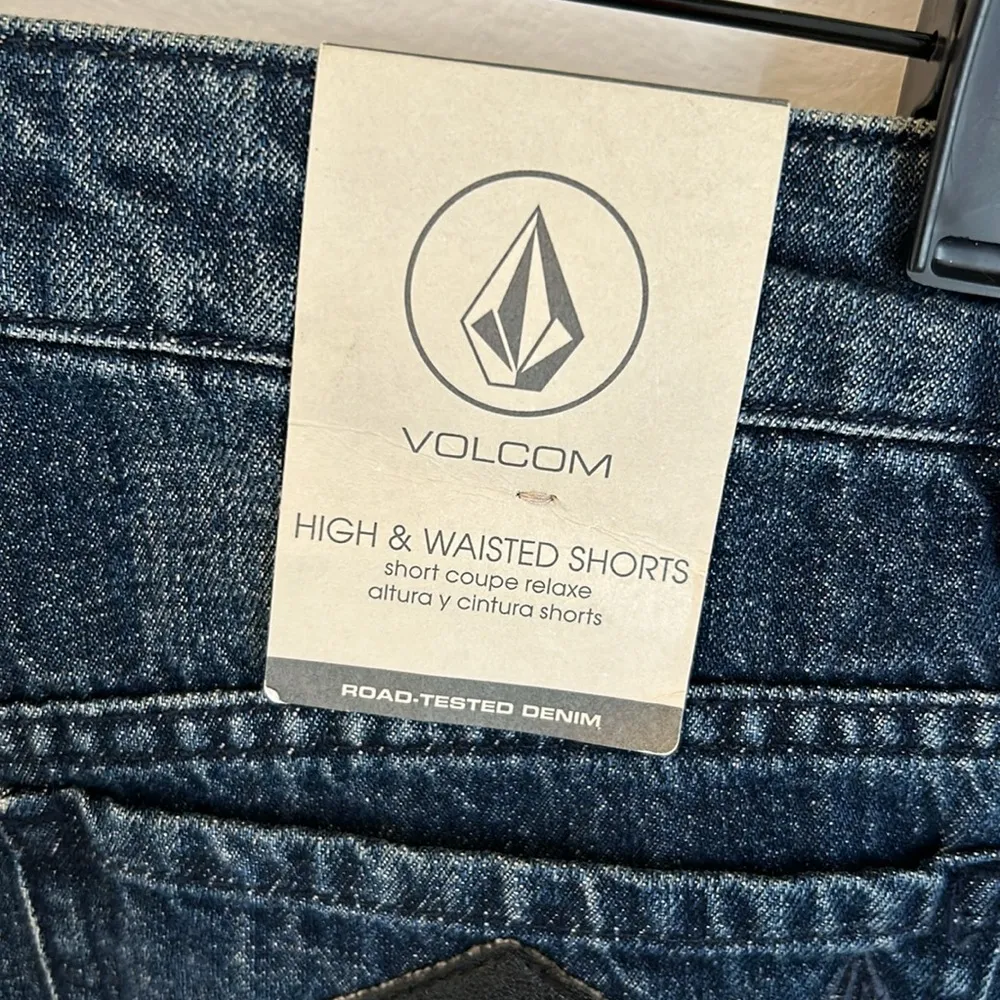 VOLCOM
HIGH & WAISTED SHORTS
short coupe relaxe
altura y cintura shorts
ROAD-TESTED DENIM